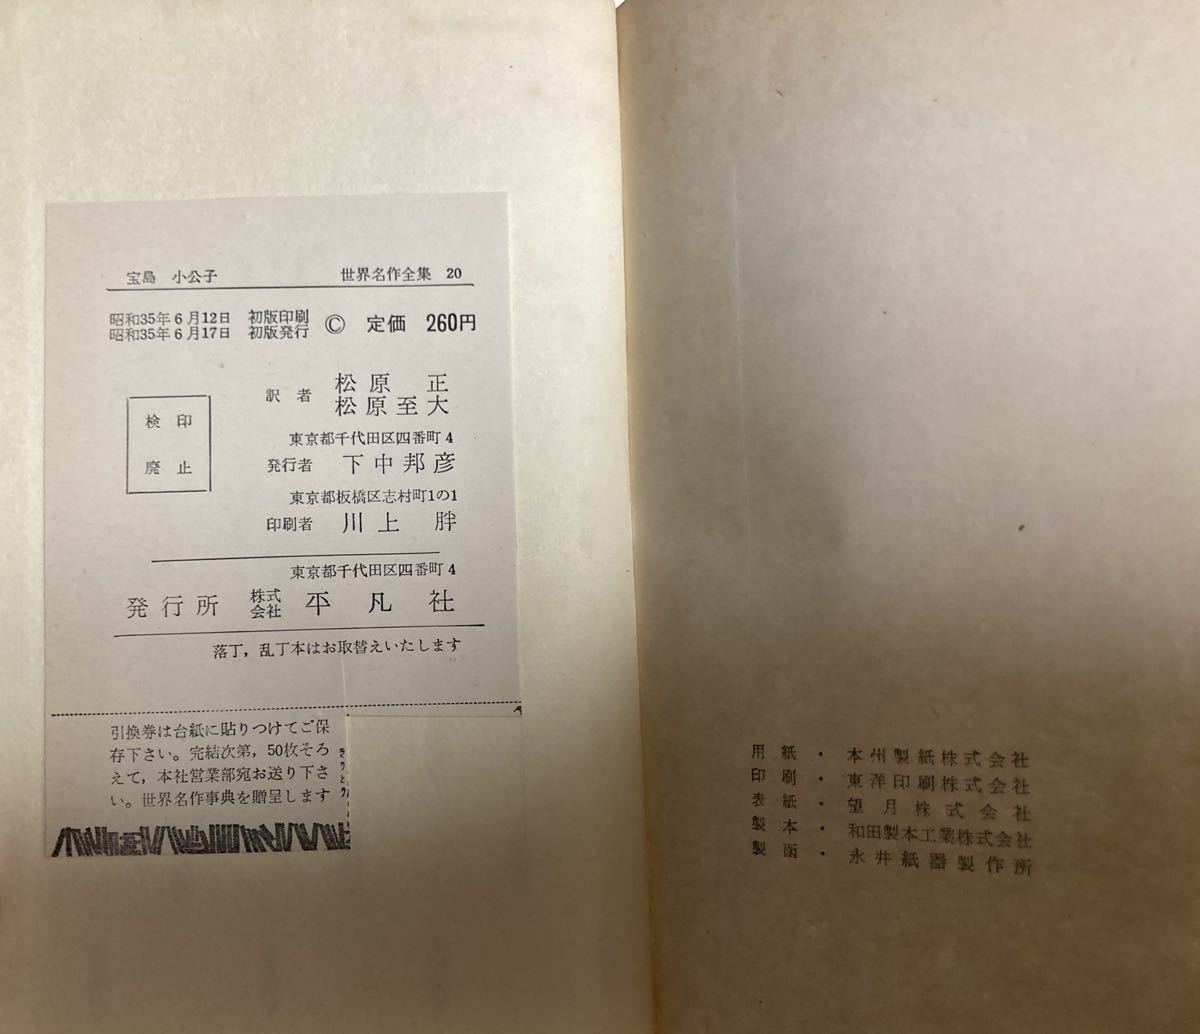 宝島 小公子 世界名作全集 20
昭和35年6月12日 初版印刷
昭和35年6月17日 初版発行
© 定価 260円
検印
廃止
訳者 松原 正
松原至大
東京都千代田区四番町4
発行者 下中邦彦
東京都板橋区志村町1の1
印刷者 川上 胖
東京都千代田区四番町4
発行所 株式会社 平凡社
落丁，乱丁本はお取替えいたします
引換券は台紙に貼りつけてご保
存下さい。完結次第，50枚そろ
えて，本社営業部宛お送り下さ
い。世界名作事典を贈呈します
きりとり
用紙・本州製紙株式会社
印刷・東洋印刷株式会社
表紙・望月株式会社
製本・和田製本工業株式会社
製函・永井紙器製作所